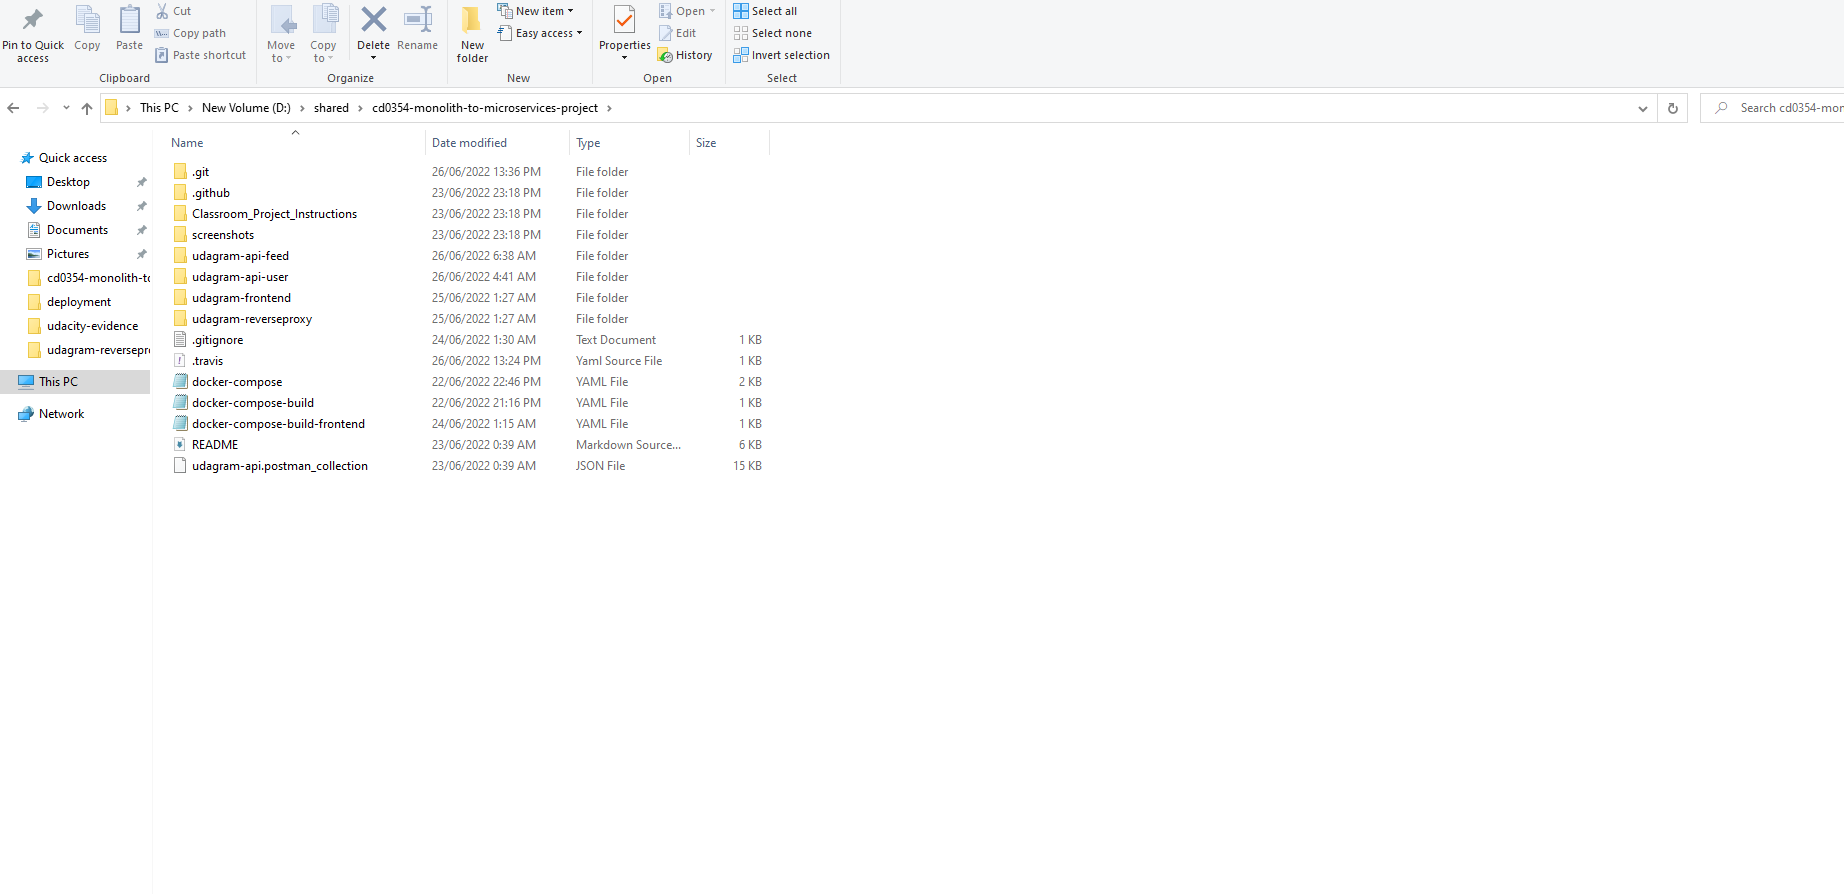 Pin to Quick access
Copy
Paste
Cut
Copy path
Paste shortcut
Clipboard
Move to
Copy to
Delete
Rename
Organize
New folder
New item
Easy access
New
Properties
Open
Edit
History
Open
Select all
Select none
Invert selection
Select
This PC > New Volume (D:) > shared > cd0354-monolith-to-microservices-project >
Search cd0354-mon
Quick access
Desktop
Downloads
Documents
Pictures
cd0354-monolith-to
deployment
udacity-evidence
udagram-reversepr
This PC
Network
Name Date modified Type Size
.git 26/06/2022 13:36 PM File folder
.github 23/06/2022 23:18 PM File folder
Classroom_Project_Instructions 23/06/2022 23:18 PM File folder
screenshots 23/06/2022 23:18 PM File folder
udagram-api-feed 26/06/2022 6:38 AM File folder
udagram-api-user 26/06/2022 4:41 AM File folder
udagram-frontend 25/06/2022 1:27 AM File folder
udagram-reverseproxy 25/06/2022 1:27 AM File folder
.gitignore 24/06/2022 1:30 AM Text Document 1 KB
.travis 26/06/2022 13:24 PM Yaml Source File 1 KB
docker-compose 22/06/2022 22:46 PM YAML File 2 KB
docker-compose-build 22/06/2022 21:16 PM YAML File 1 KB
docker-compose-build-frontend 24/06/2022 1:15 AM YAML File 1 KB
README 23/06/2022 0:39 AM Markdown Source... 6 KB
udagram-api.postman_collection 23/06/2022 0:39 AM JSON File 15 KB